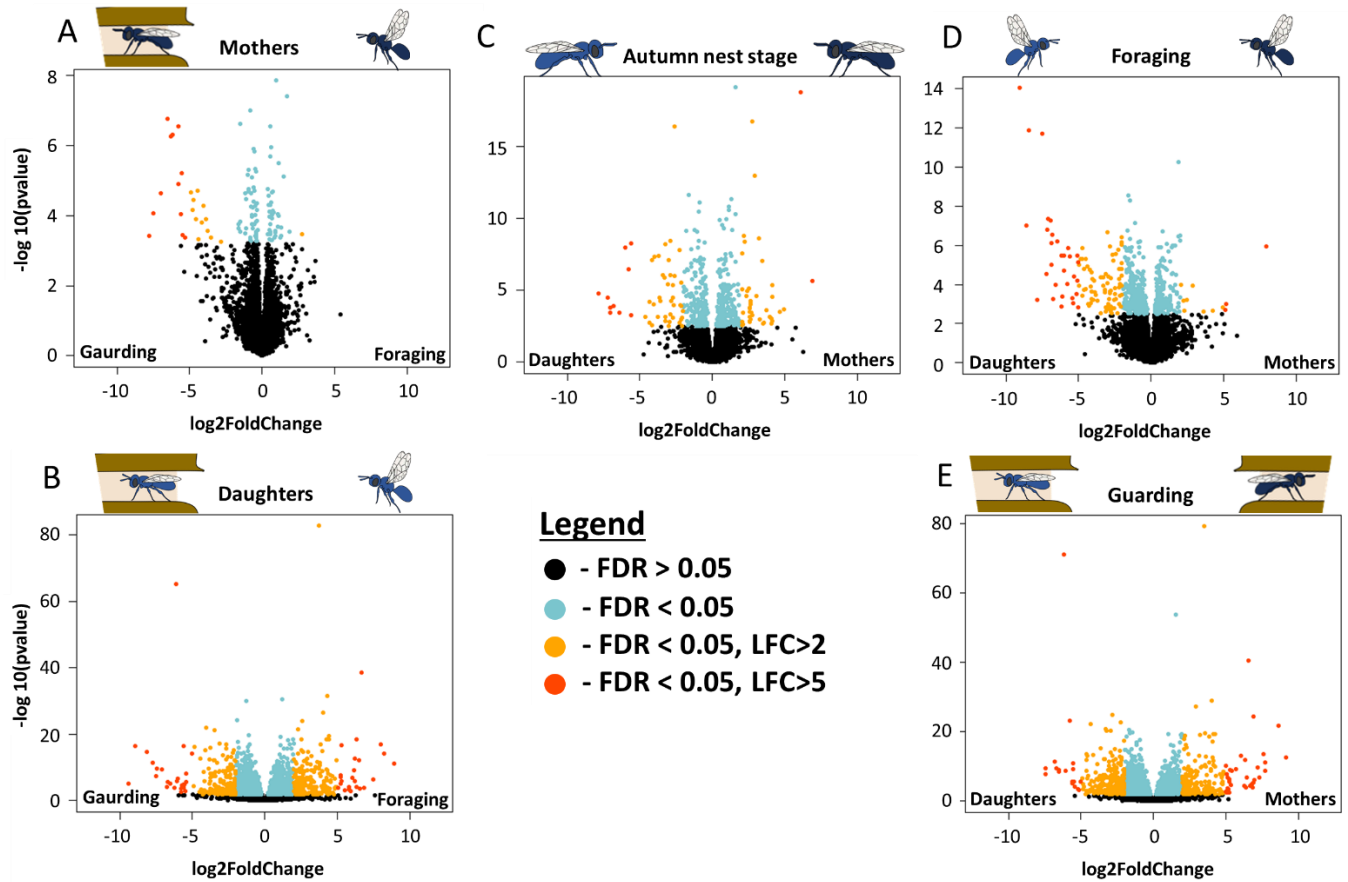 A
Mothers
8
6
4
2
0
-log 10(pvalue)
Gaurding
Foraging
-10
-5
0
5
10
log2FoldChange
C
Autumn nest stage
15
10
5
0
Daughters
Mothers
-10
-5
0
5
10
log2FoldChange
D
Foraging
14
12
10
8
6
4
2
0
Daughters
Mothers
-10
-5
0
5
10
log2FoldChange
B
Daughters
80
60
40
20
0
-log 10(pvalue)
Gaurding
Foraging
-10
-5
0
5
10
log2FoldChange
Legend
- FDR > 0.05
- FDR < 0.05
- FDR < 0.05, LFC>2
- FDR < 0.05, LFC>5
E
Guarding
80
60
40
20
0
Daughters
Mothers
-10
-5
0
5
10
log2FoldChange